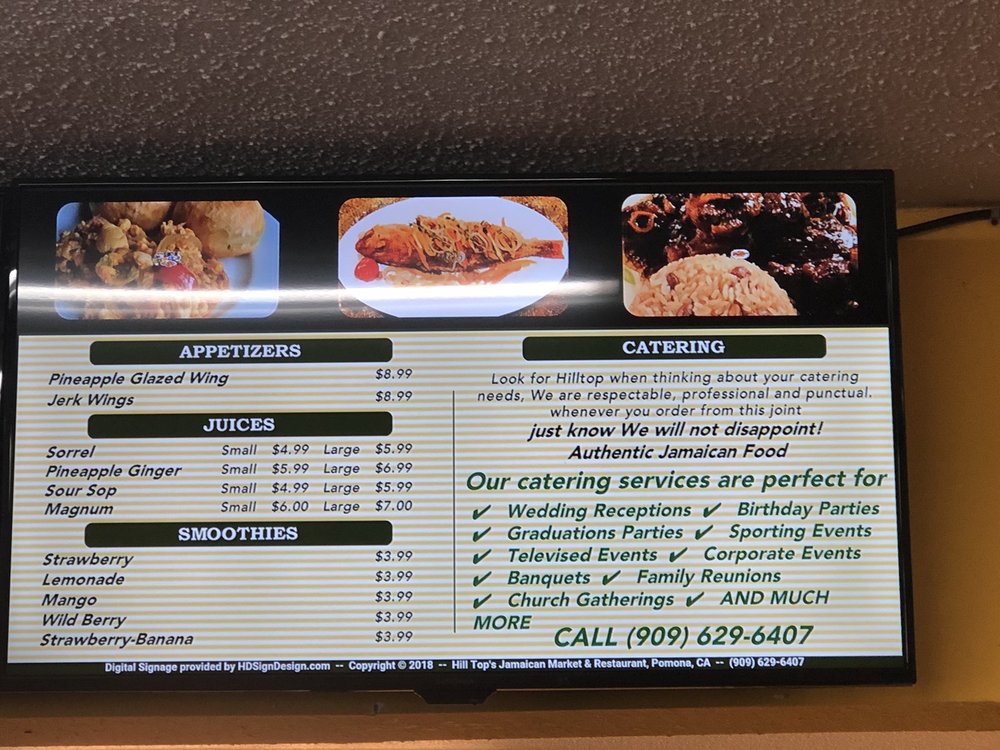 APPETIZERS
Pineapple Glazed Wing $8.99
Jerk Wings $8.99
JUICES
Sorrel Small $4.99 Large $5.99
Pineapple Ginger Small $5.99 Large $6.99
Sour Sop Small $4.99 Large $5.99
Magnum Small $6.00 Large $7.00
SMOOTHIES
Strawberry $3.99
Lemonade $3.99
Mango $3.99
Wild Berry $3.99
Strawberry-Banana $3.99
CATERING
Look for Hilltop when thinking about your catering
needs, We are respectable, professional and punctual.
whenever you order from this joint
just know We will not disappoint!
Authentic Jamaican Food
Our catering services are perfect for
✔ Wedding Receptions ✔ Birthday Parties
✔ Graduations Parties ✔ Sporting Events
✔ Televised Events ✔ Corporate Events
✔ Banquets ✔ Family Reunions
✔ Church Gatherings ✔ AND MUCH
MORE
CALL (909) 629-6407
Digital Signage provided by HDSignDesign.com -- Copyright © 2018 -- Hill Top's Jamaican Market & Restaurant, Pomona, CA -- (909) 629-6407